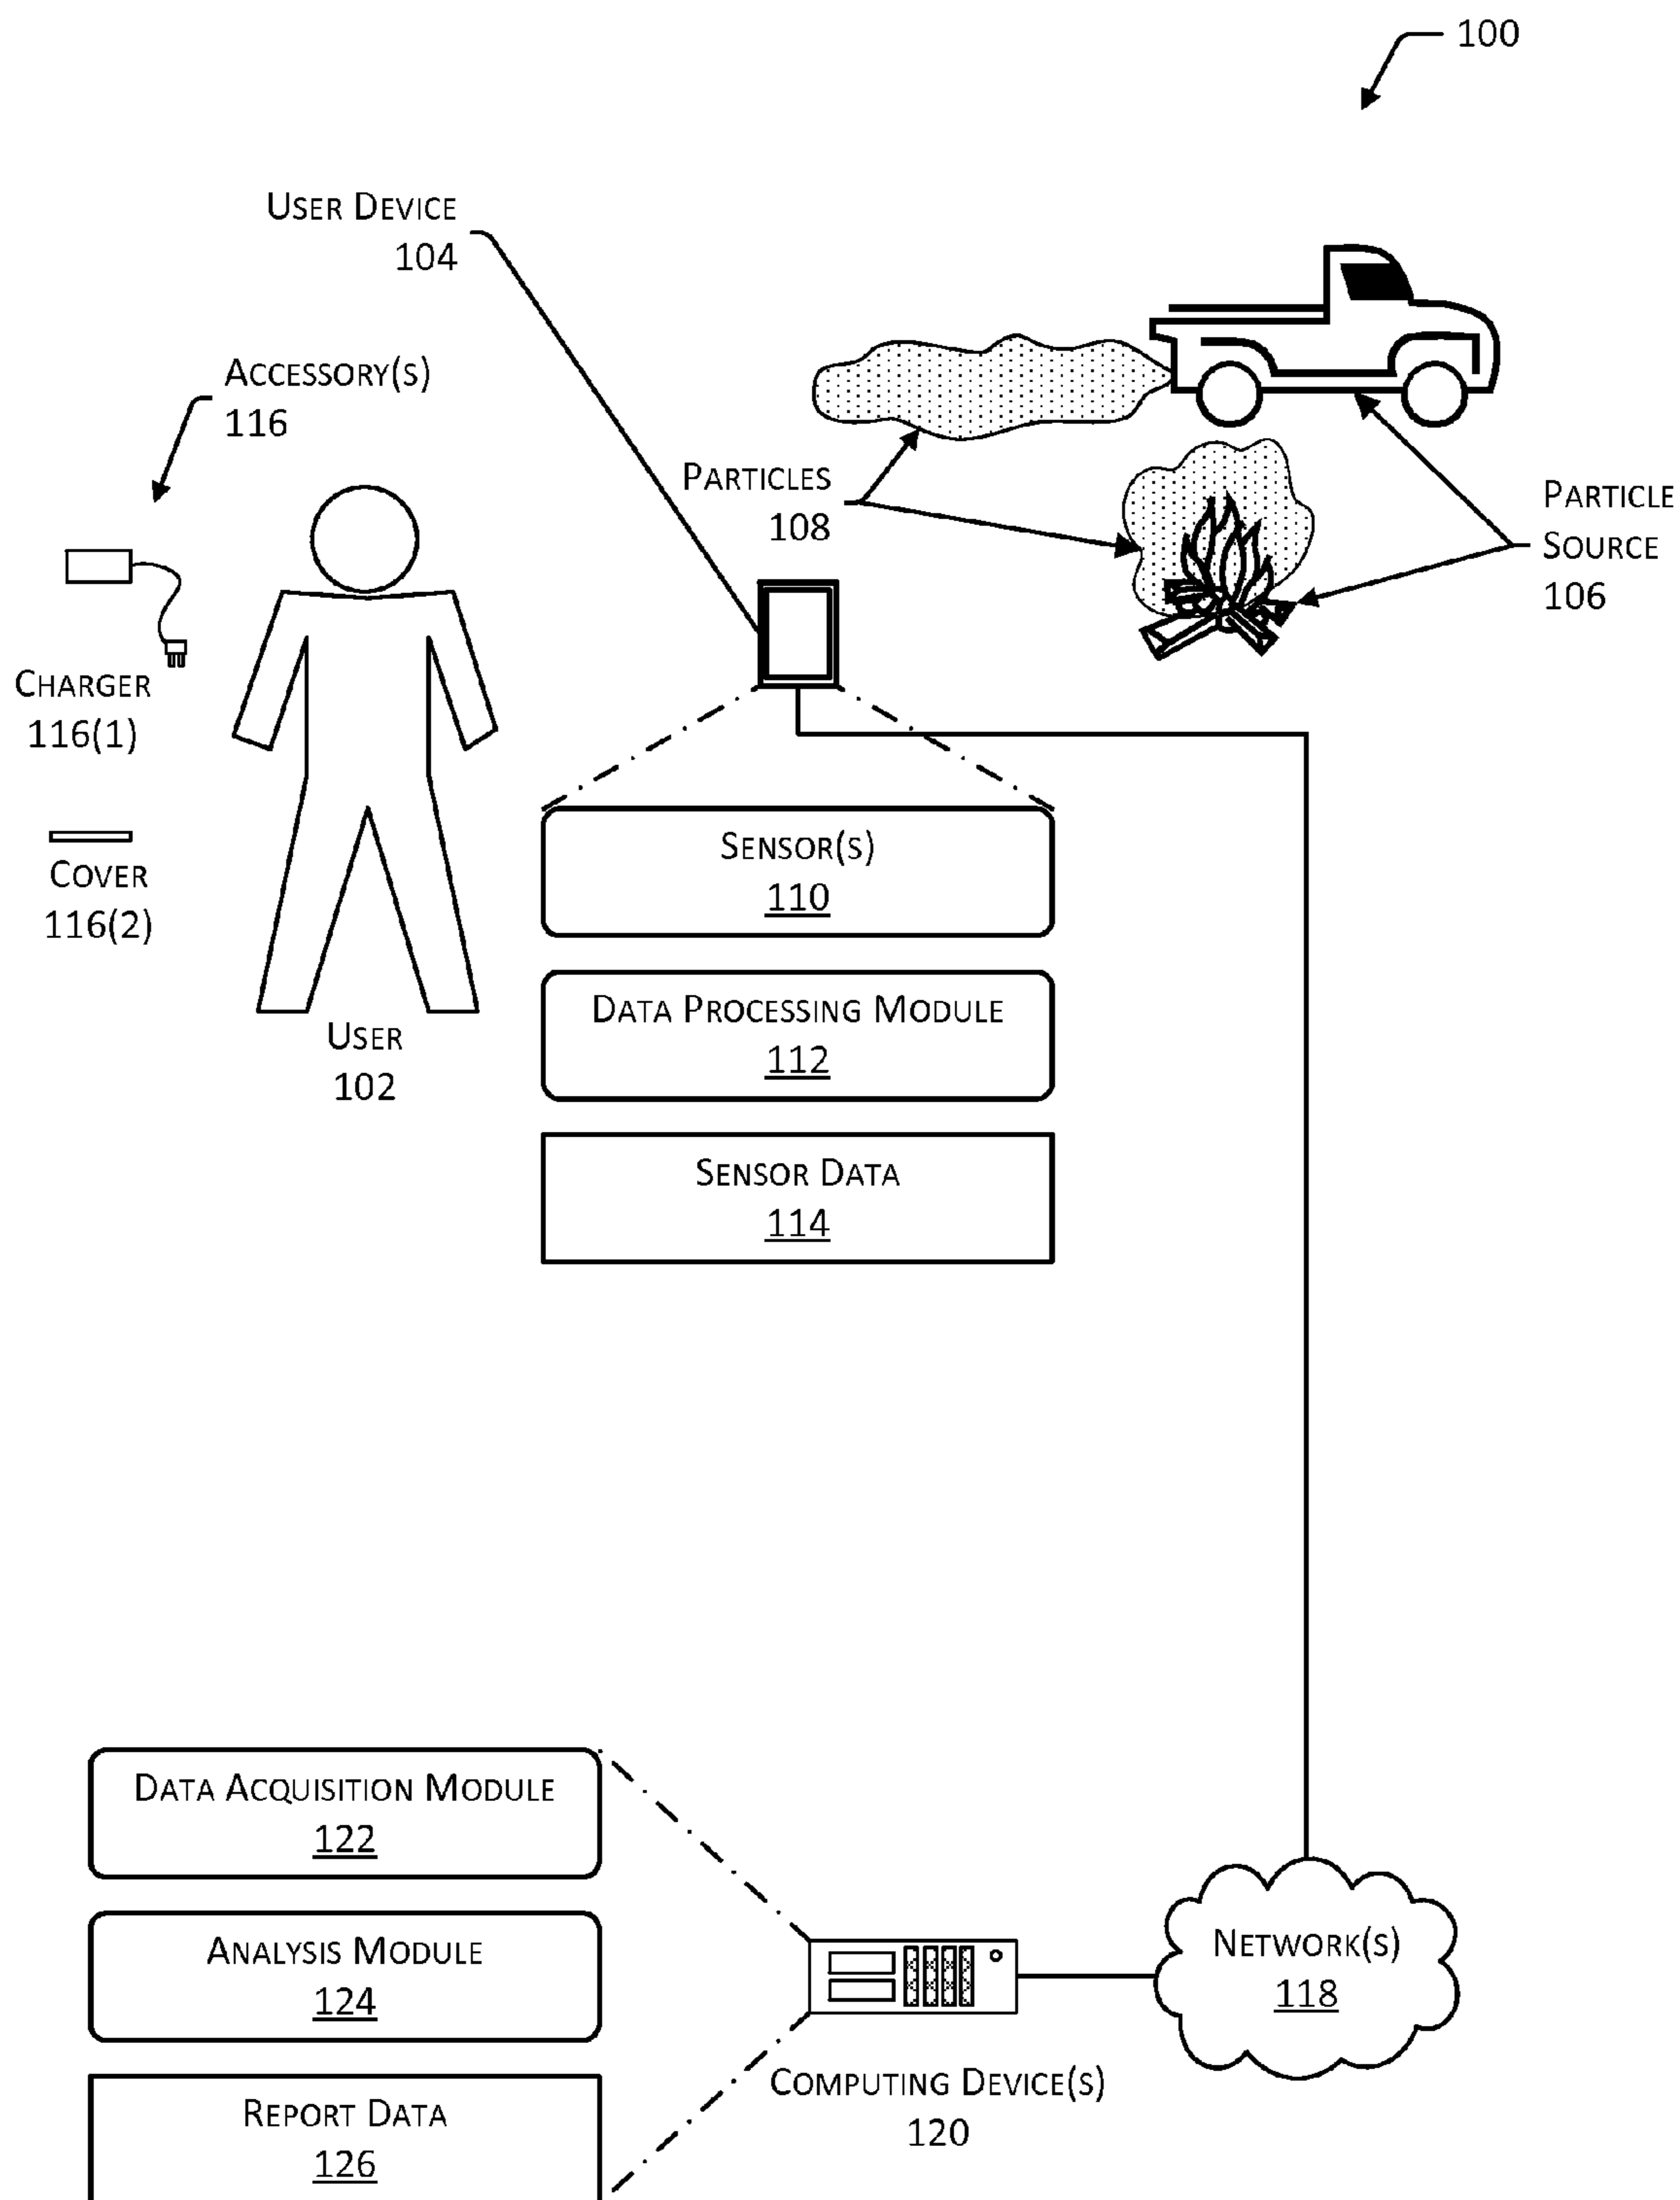 100
User Device
104
Accessory(s)
116
Particles
108
Particle
Source
106
Charger
116(1)
Cover
116(2)
User
102
Sensor(s)
110
Data Processing Module
112
Sensor Data
114
Data Acquisition Module
122
Analysis Module
124
Report Data
126
Computing Device(s)
120
Network(s)
118